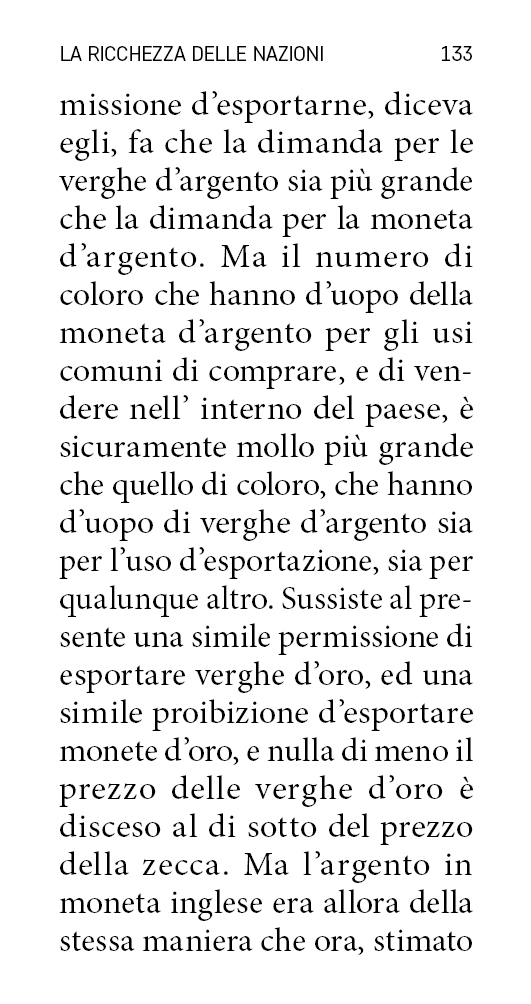 LA RICCHEZZA DELLE NAZIONI 133
missione d’esportarne, diceva
egli, fa che la dimanda per le
verghe d’argento sia più grande
che la dimanda per la moneta
d’argento. Ma il numero di
coloro che hanno d’uopo della
moneta d’argento per gli usi
comuni di comprare, e di ven-
dere nell’ interno del paese, è
sicuramente mollo più grande
che quello di coloro, che hanno
d’uopo di verghe d’argento sia
per l’uso d’esportazione, sia per
qualunque altro. Sussiste al pre-
sente una simile permissione di
esportare verghe d’oro, ed una
simile proibizione d’esportare
monete d’oro, e nulla di meno il
prezzo delle verghe d’oro è
disceso al di sotto del prezzo
della zecca. Ma l’argento in
moneta inglese era allora della
stessa maniera che ora, stimato